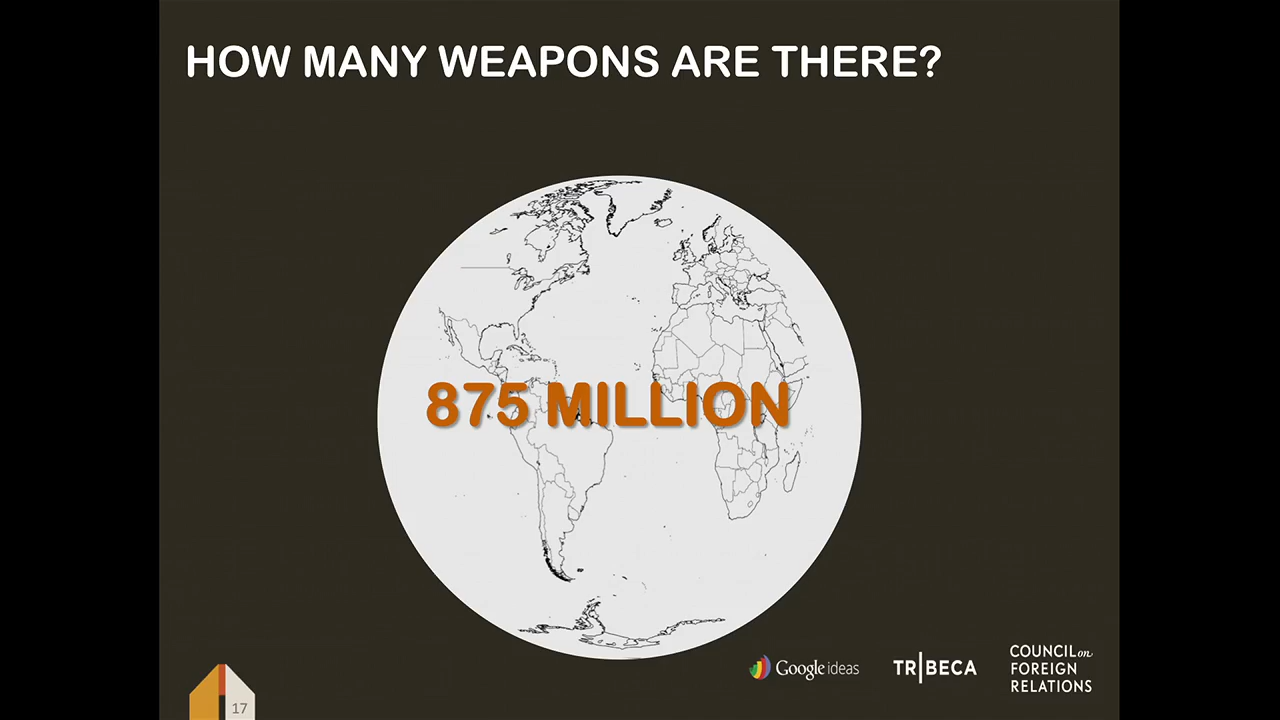 HOW MANY WEAPONS ARE THERE?
875 MILLION
17
Google ideas
TRIBECA
COUNCIL on
FOREIGN
RELATIONS